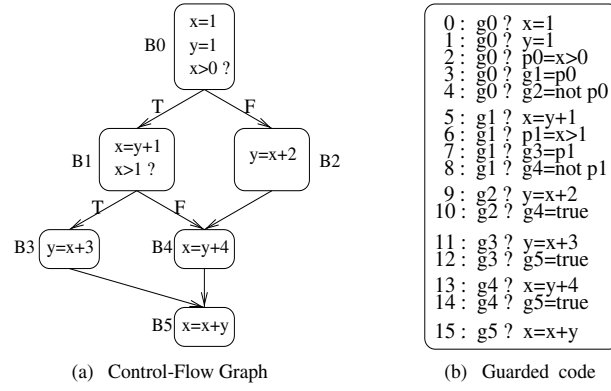 B0
x=1
y=1
x>0 ?
T
F
B1
x=y+1
x>1 ?
y=x+2
B2
T
F
B3
y=x+3
B4
x=y+4
B5
x=x+y
(a) Control-Flow Graph
0 : g0 ? x=1
1 : g0 ? y=1
2 : g0 ? p0=x>0
3 : g0 ? g1=p0
4 : g0 ? g2=not p0
5 : g1 ? x=y+1
6 : g1 ? p1=x>1
7 : g1 ? g3=p1
8 : g1 ? g4=not p1
9 : g2 ? y=x+2
10 : g2 ? g4=true
11 : g3 ? y=x+3
12 : g3 ? g5=true
13 : g4 ? x=y+4
14 : g4 ? g5=true
15 : g5 ? x=x+y
(b) Guarded code